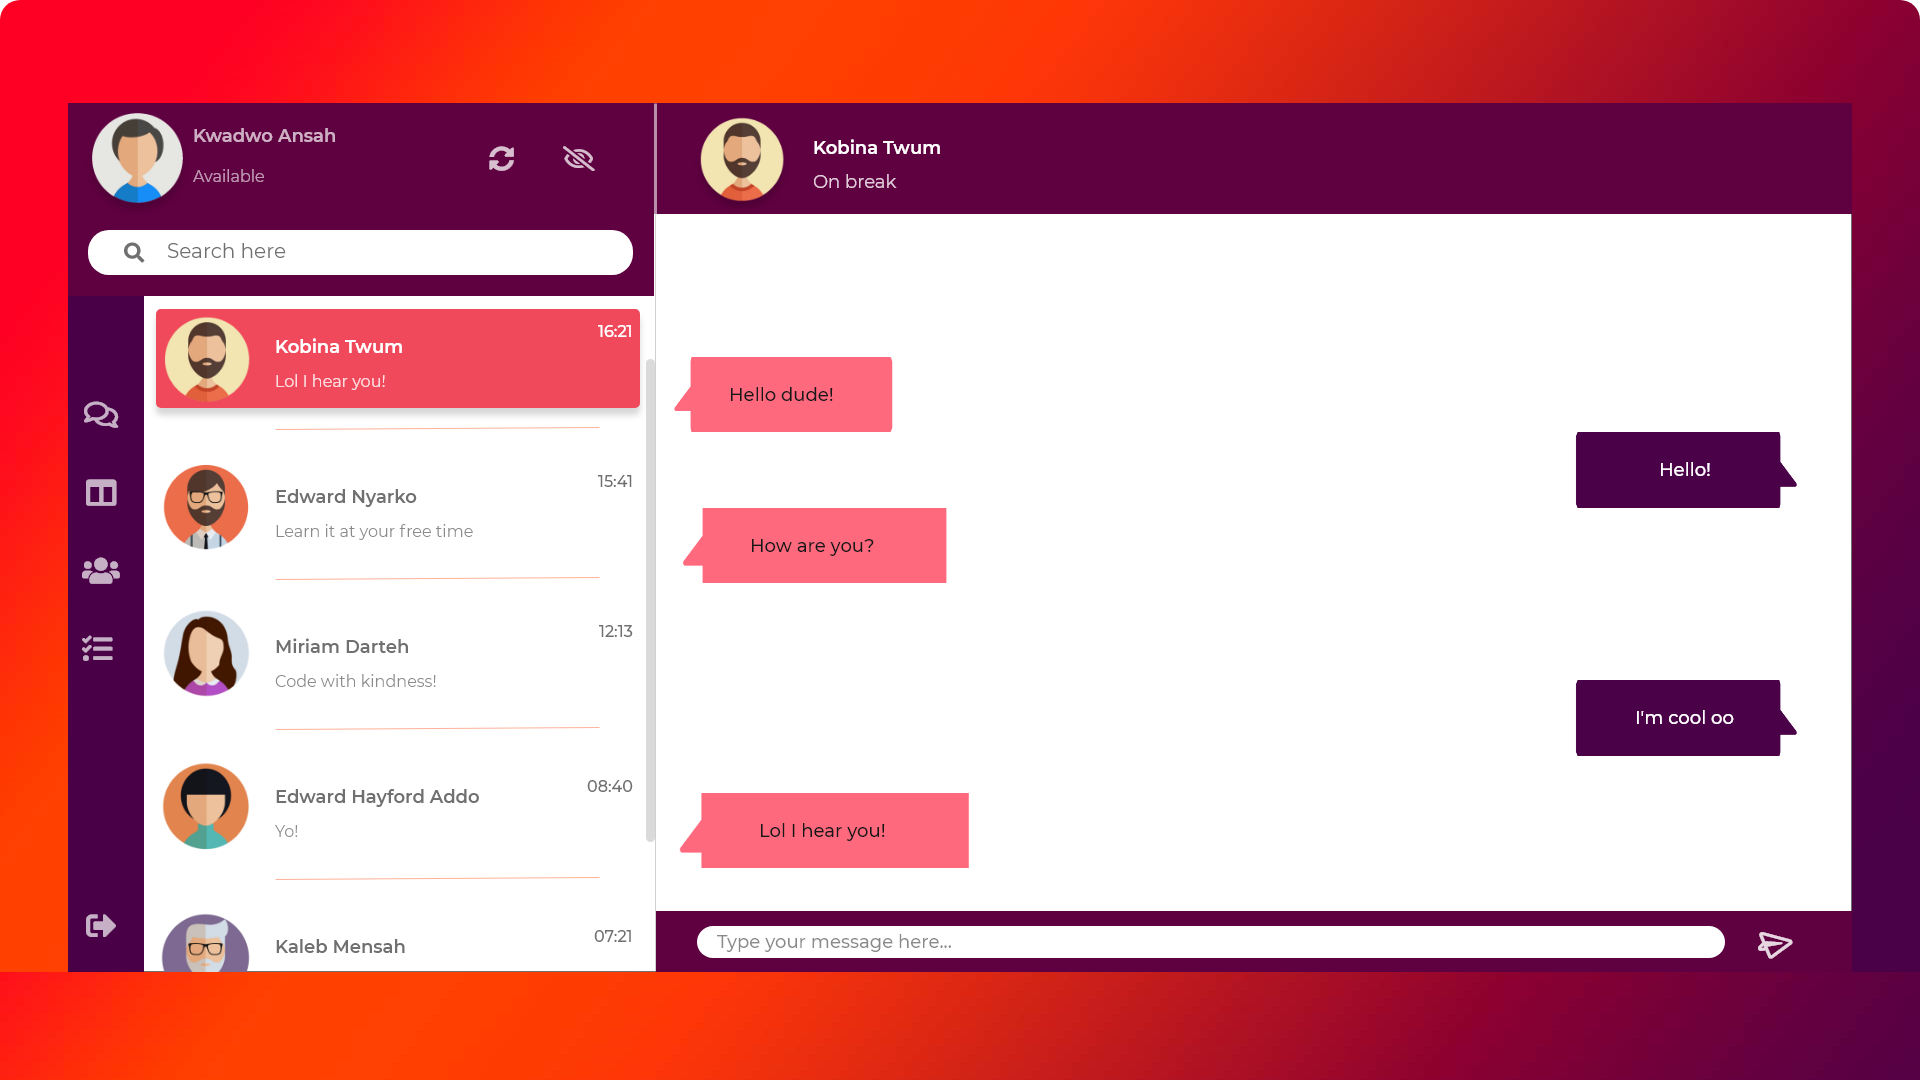 Kwadwo Ansah
Available
Search here
Kobina Twum
16:21
Lol I hear you!
Edward Nyarko
15:41
Learn it at your free time
Miriam Darteh
12:13
Code with kindness!
Edward Hayford Addo
08:40
Yo!
Kaleb Mensah
07:21
Kobina Twum
On break
Hello dude!
Hello!
How are you?
I'm cool oo
Lol I hear you!
Type your message here...